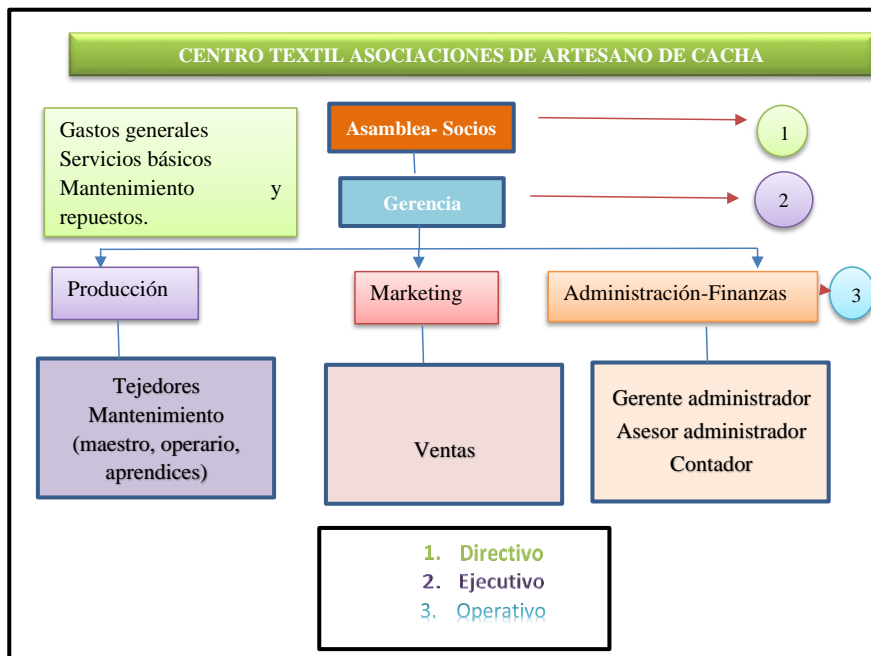 CENTRO TEXTIL ASOCIACIONES DE ARTESANO DE CACHA
Gastos generales
Servicios básicos
Mantenimiento y
repuestos.
Asamblea- Socios
1
Gerencia
2
Producción
Marketing
Administración-Finanzas
3
Tejedores
Mantenimiento
(maestro, operario,
aprendices)
Ventas
Gerente administrador
Asesor administrador
Contador
1. Directivo
2. Ejecutivo
3. Operativo